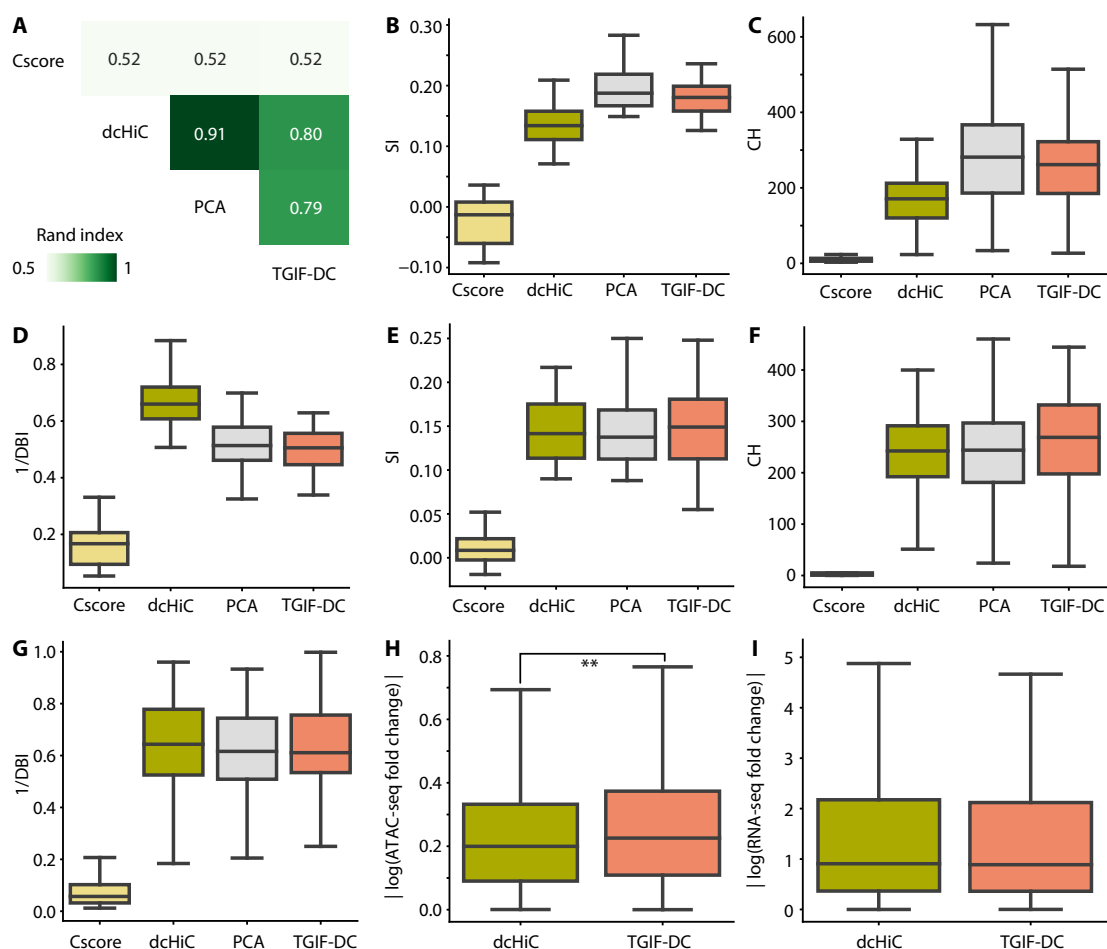 A
Cscore
0.52 0.52 0.52
dcHiC
0.91 0.80
PCA
0.79
Rand index
0.5 1
TGIF-DC
B
0.30
0.20
0.10
0.00
−0.10
SI
Cscore dcHiC PCA TGIF-DC
C
600
400
200
0
CH
Cscore dcHiC PCA TGIF-DC
D
0.8
0.6
0.4
0.2
1/DBI
Cscore dcHiC PCA TGIF-DC
E
0.25
0.20
0.15
0.10
0.05
0.00
SI
Cscore dcHiC PCA TGIF-DC
F
400
300
200
100
0
CH
Cscore dcHiC PCA TGIF-DC
G
1.0
0.8
0.6
0.4
0.2
0.0
1/DBI
Cscore dcHiC PCA TGIF-DC
H
0.8
0.6
0.4
0.2
0.0
| log(ATAC-seq fold change) |
**
dcHiC TGIF-DC
I
5
4
3
2
1
0
| log(RNA-seq fold change) |
dcHiC TGIF-DC